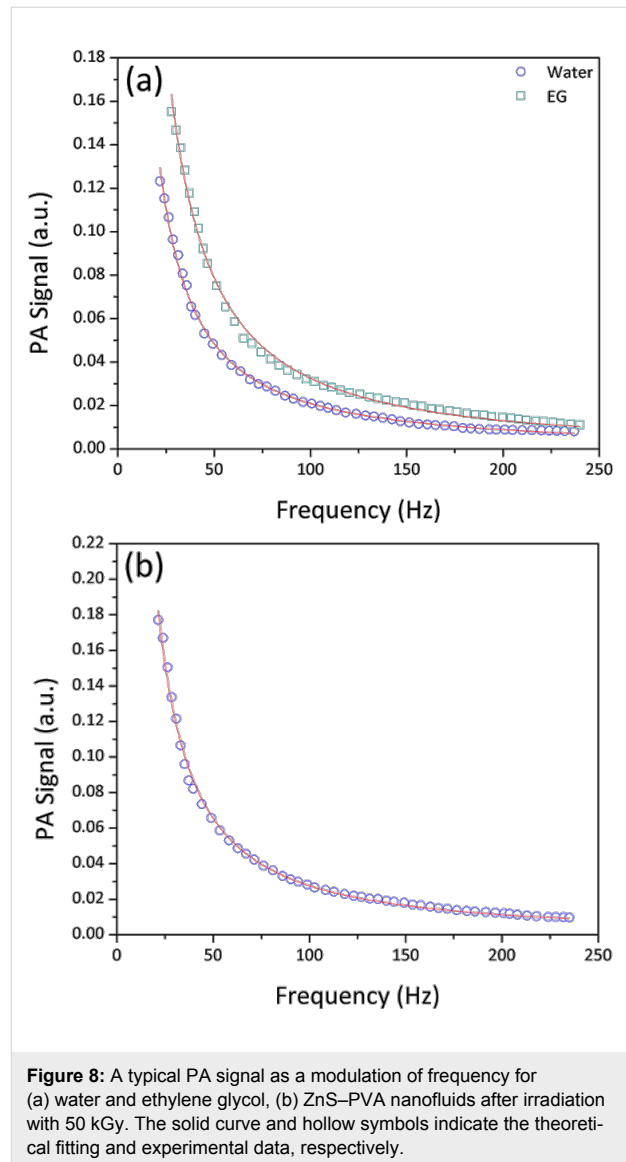 0.18
0.16
0.14
0.12
0.10
0.08
0.06
0.04
0.02
0.00
PA Signal (a.u.)
(a)
Water
EG
0 50 100 150 200 250
Frequency (Hz)
0.22
0.20
0.18
0.16
0.14
0.12
0.10
0.08
0.06
0.04
0.02
0.00
PA Signal (a.u.)
(b)
0 50 100 150 200 250
Frequency (Hz)
Figure 8: A typical PA signal as a modulation of frequency for
(a) water and ethylene glycol, (b) ZnS–PVA nanofluids after irradiation
with 50 kGy. The solid curve and hollow symbols indicate the theoreti-
cal fitting and experimental data, respectively.